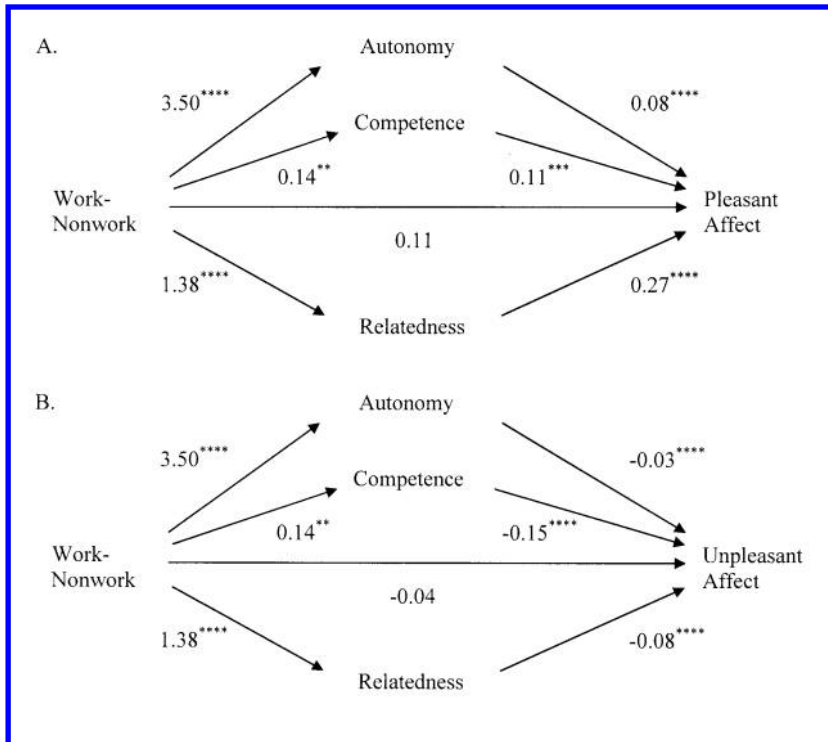 A.
Autonomy
3.50****
0.08****
Competence
0.14**
0.11***
Work-
Nonwork
Pleasant
Affect
0.11
1.38****
0.27****
Relatedness
B.
Autonomy
3.50****
-0.03****
Competence
0.14**
-0.15****
Work-
Nonwork
Unpleasant
Affect
-0.04
1.38****
-0.08****
Relatedness